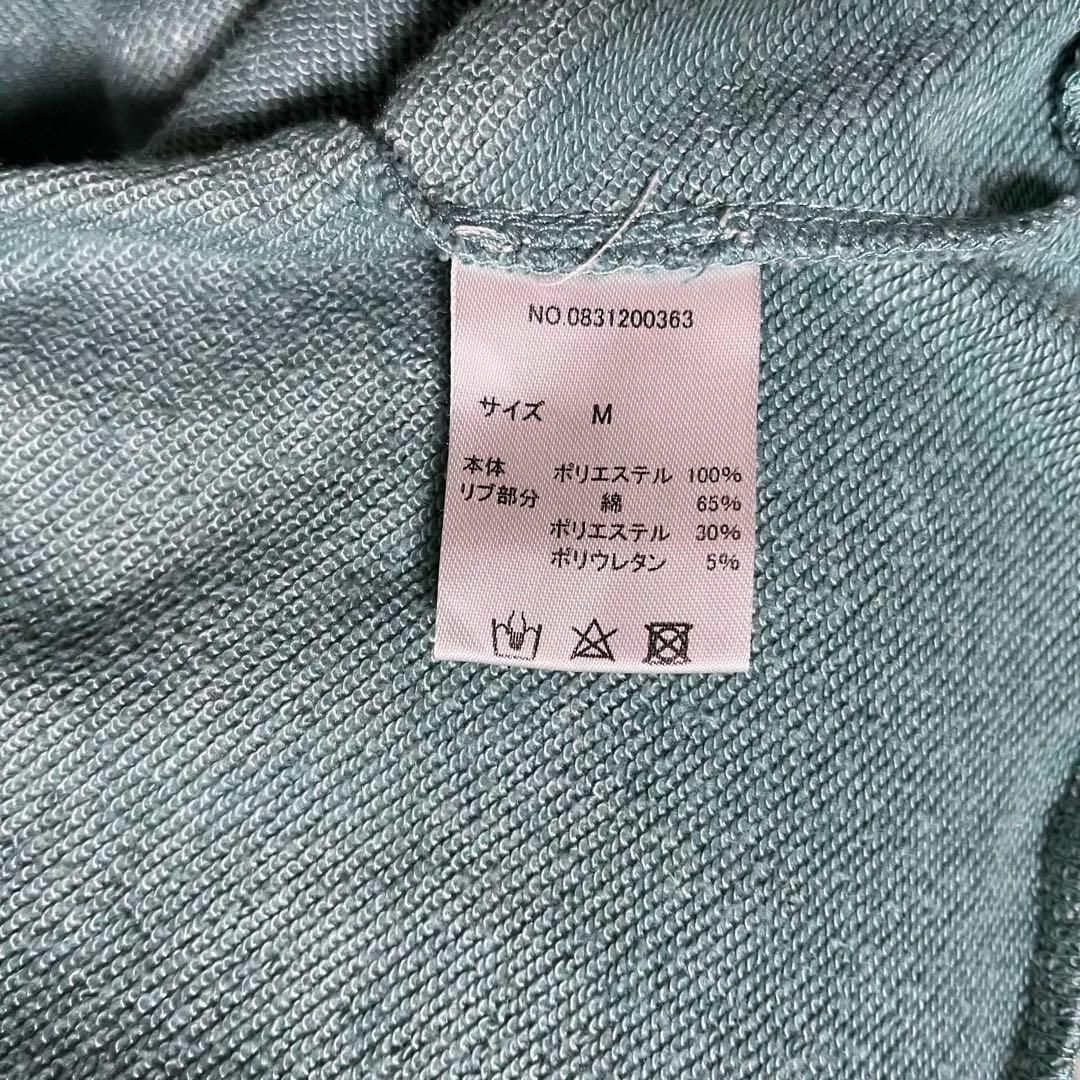 NO.0831200363
サイズ M
本体 ポリエステル 100%
リブ部分 綿 65%
ポリエステル 30%
ポリウレタン 5%